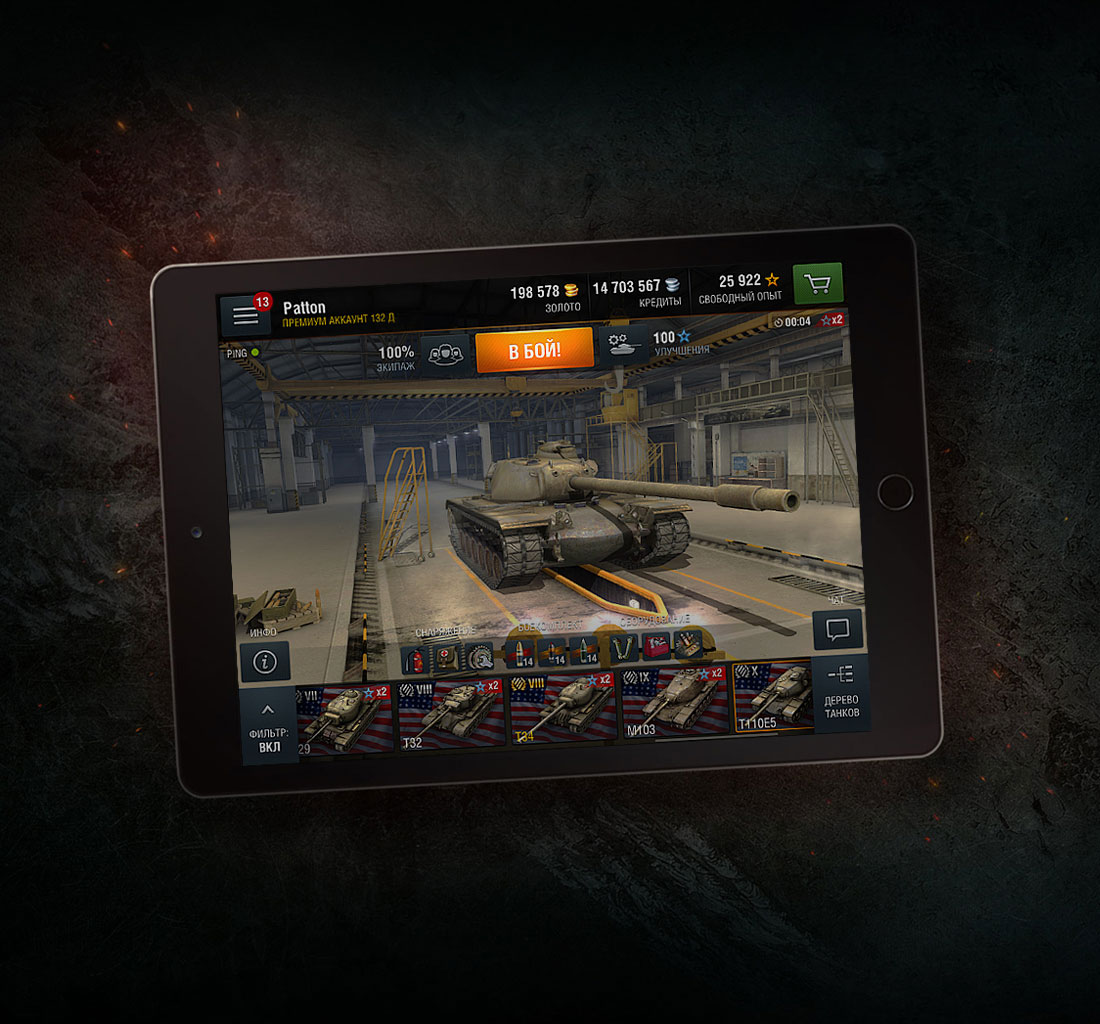 13
Patton
ПРЕМИУМ АККАУНТ 132 Д
198 578
ЗОЛОТО
14 703 567
КРЕДИТЫ
25 922
СВОБОДНЫЙ ОПЫТ
PING
100%
ЭКИПАЖ
В БОЙ!
100
УЛУЧШЕНИЯ
00:04
x2
ЧАТ
ИНФО
СНАРЯЖЕНИЕ
БОЕКОМПЛЕКТ
ОБОРУДОВАНИЕ
14
14
14
ФИЛЬТР:
ВКЛ
VII x2
29
VIII x2
T32
VIII x2
T34
IX x2
M103
X
T110E5
ДЕРЕВО
ТАНКОВ